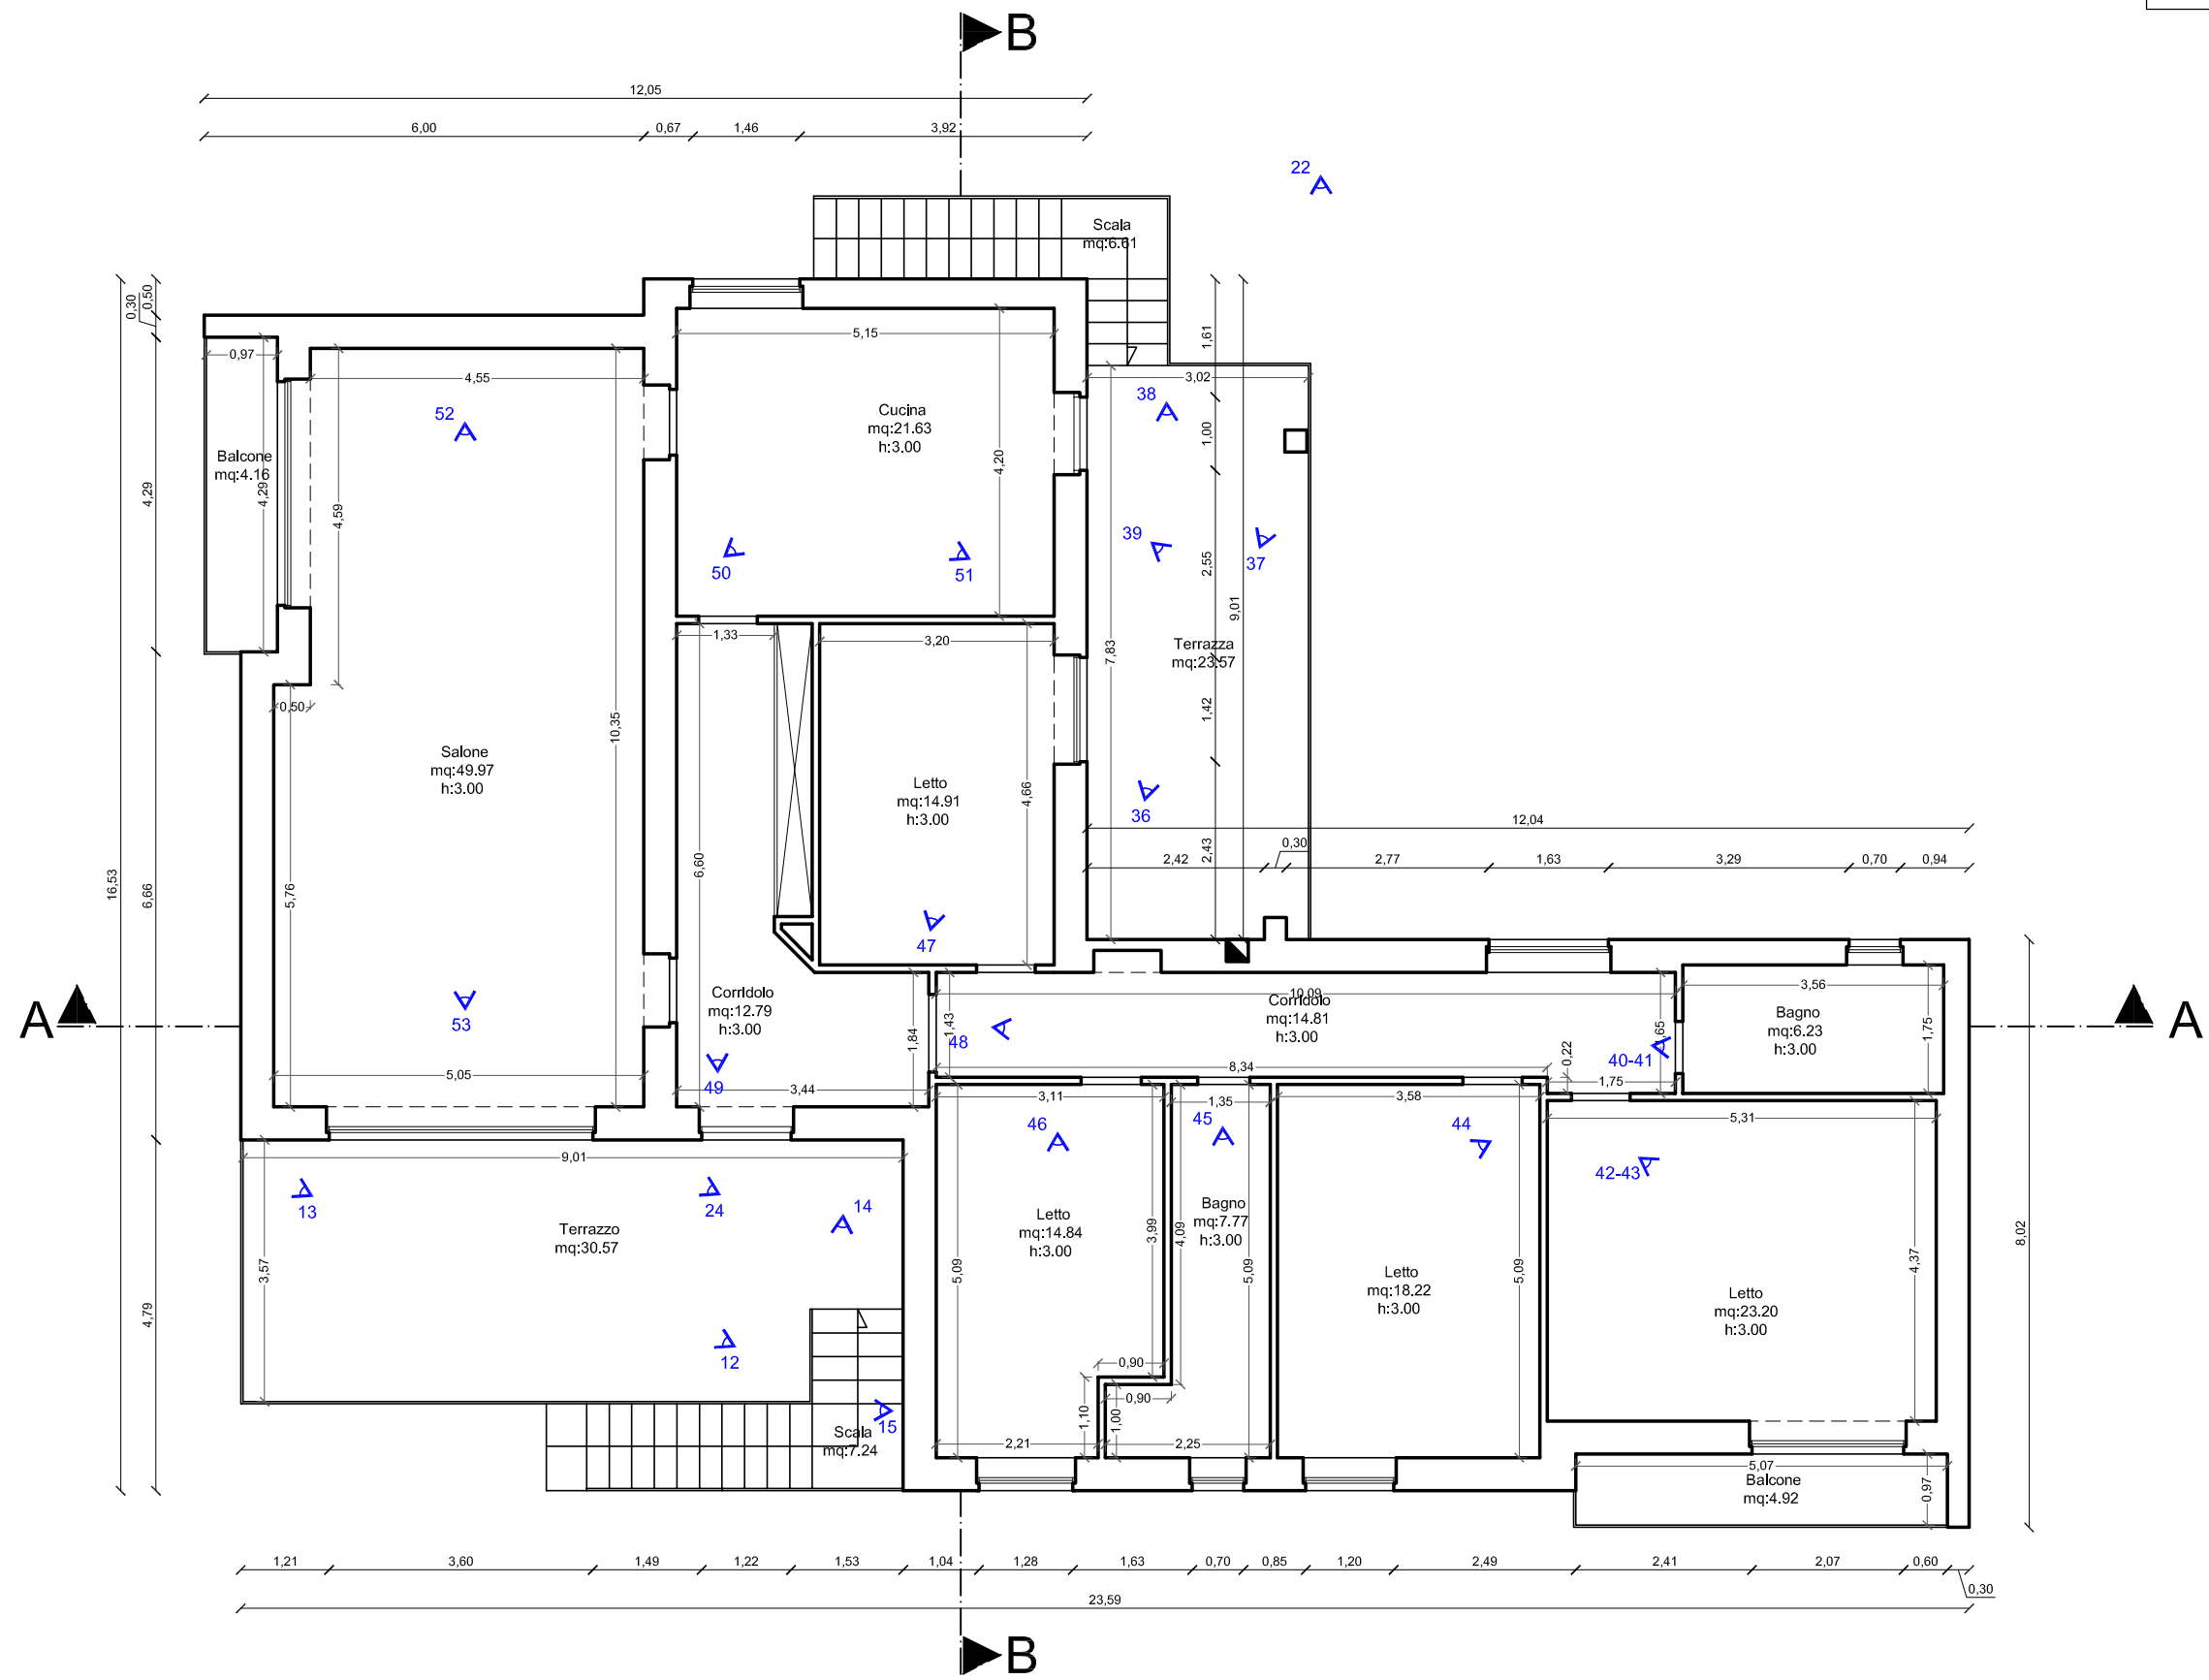 B
12,05
6,00
0,67
1,46
3,92
22
Scala
mq:6.61
0,30
0,50
0,97
4,55
5,15
3,02
1,61
52
38
Cucina
mq:21.63
h:3.00
1,00
Balcone
mq:4.16
4,29
4,29
4,59
4,20
39
37
50
51
2,55
9,01
1,33
3,20
7,83
Terrazza
mq:23.57
0,50
10,35
1,42
Salone
mq:49.97
h:3.00
Letto
mq:14.91
h:3.00
4,66
36
12,04
2,42
0,30
2,77
1,63
3,29
0,70
0,94
2,43
16,53
6,66
5,76
6,60
47
A
53
Corridoio
mq:12.79
h:3.00
1,84
1,43
48
10,09
Corridoio
mq:14.81
h:3.00
1,65
3,56
Bagno
mq:6.23
h:3.00
1,75
A
40-41
0,22
8,34
1,75
5,05
49
3,44
3,11
1,35
3,58
5,31
46
45
44
42-43
9,01
13
24
14
Terrazzo
mq:30.57
3,57
Letto
mq:14.84
h:3.00
5,09
3,99
4,09
Bagno
mq:7.77
h:3.00
5,09
Letto
mq:18.22
h:3.00
5,09
Letto
mq:23.20
h:3.00
4,37
8,02
4,79
12
15
Scala
mq:7.24
0,90
0,90
1,10
1,00
2,21
2,25
5,07
Balcone
mq:4.92
0,97
1,21
3,60
1,49
1,22
1,53
1,04
1,28
1,63
0,70
0,85
1,20
2,49
2,41
2,07
0,60
0,30
23,59
B